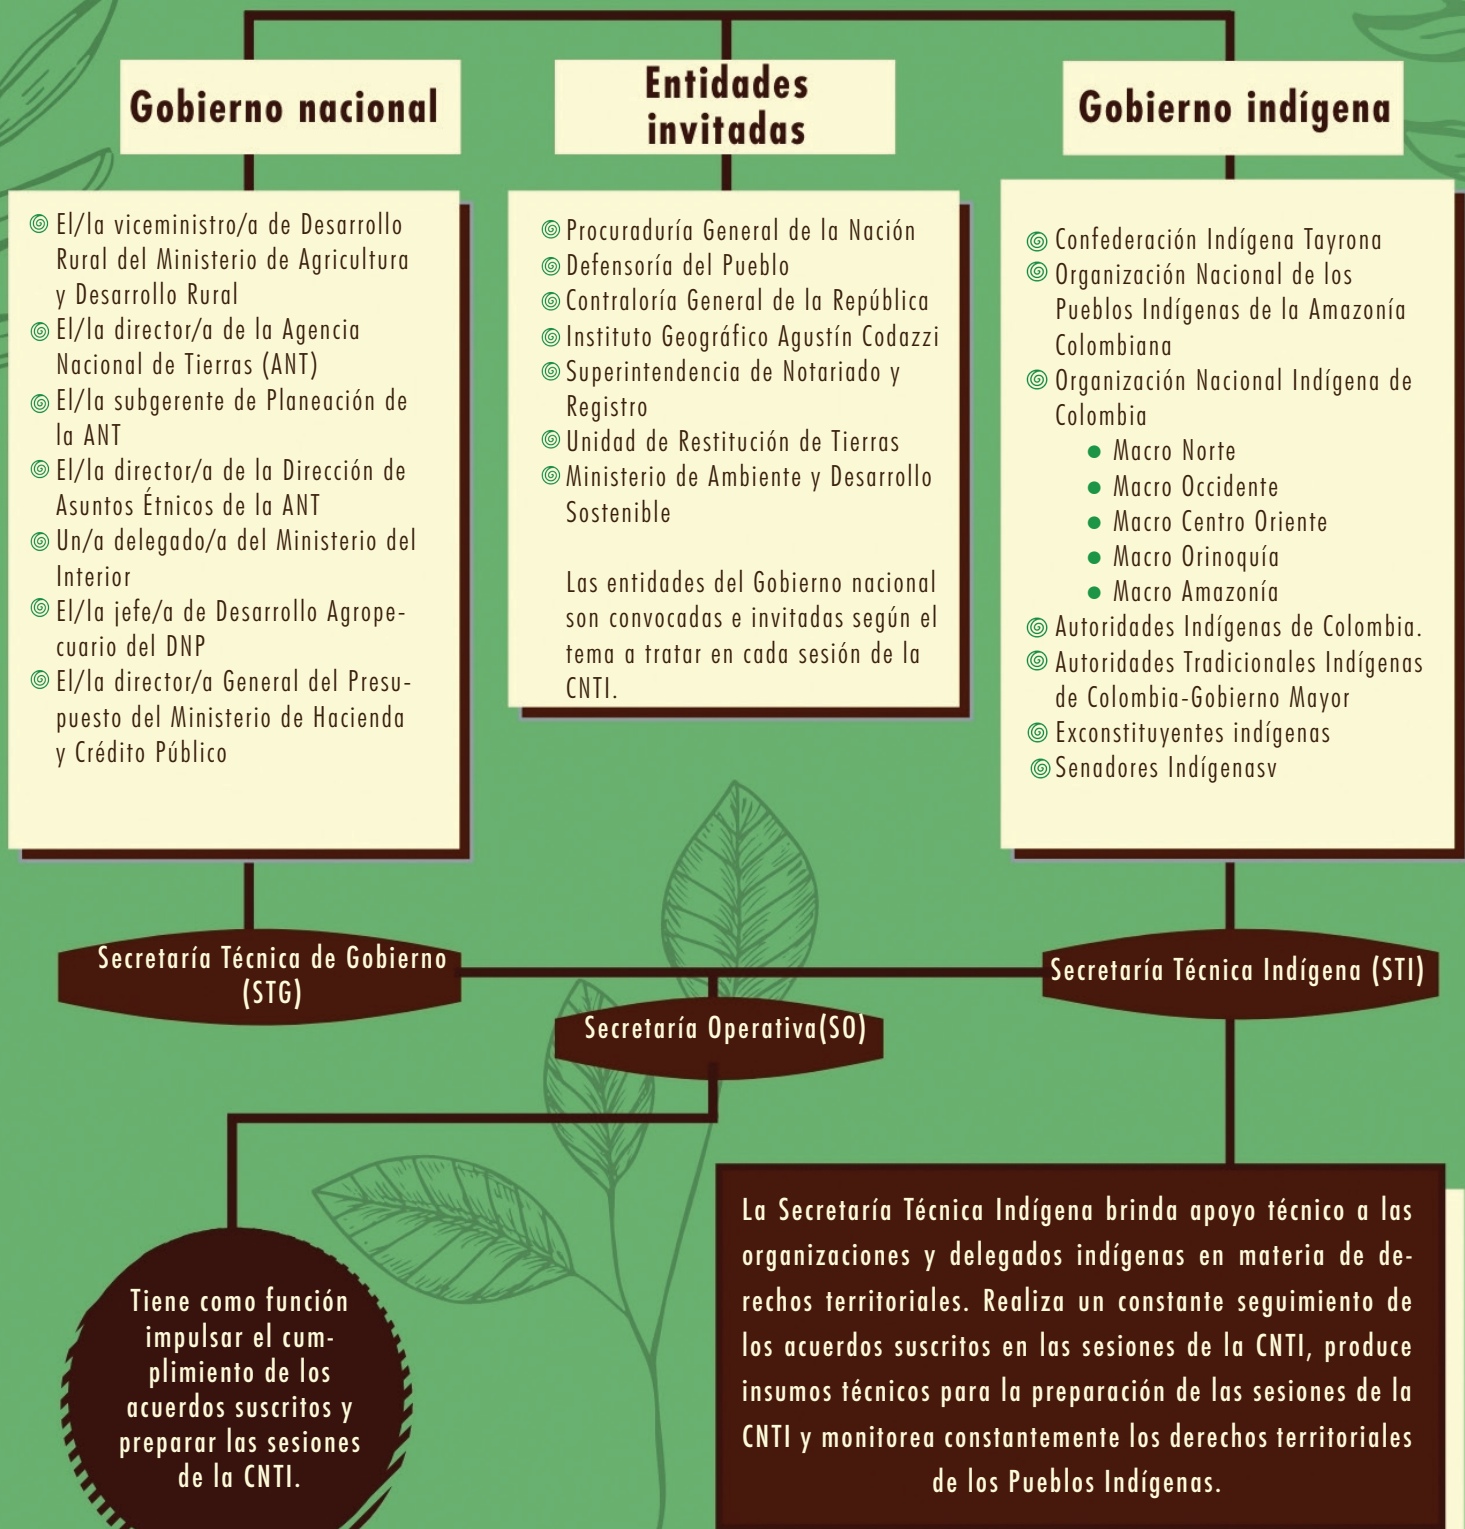 Gobierno nacional
El/la viceministro/a de Desarrollo
Rural del Ministerio de Agricultura
y Desarrollo Rural
El/la director/a de la Agencia
Nacional de Tierras (ANT)
El/la subgerente de Planeación de
la ANT
El/la director/a de la Dirección de
Asuntos Étnicos de la ANT
Un/a delegado/a del Ministerio del
Interior
El/la jefe/a de Desarrollo Agrope-
cuario del DNP
El/la director/a General del Presu-
puesto del Ministerio de Hacienda
y Crédito Público
Entidades
invitadas
Procuraduría General de la Nación
Defensoría del Pueblo
Contraloría General de la República
Instituto Geográfico Agustín Codazzi
Superintendencia de Notariado y
Registro
Unidad de Restitución de Tierras
Ministerio de Ambiente y Desarrollo
Sostenible
Las entidades del Gobierno nacional
son convocadas e invitadas según el
tema a tratar en cada sesión de la
CNTI.
Gobierno indígena
Confederación Indígena Tayrona
Organización Nacional de los
Pueblos Indígenas de la Amazonía
Colombiana
Organización Nacional Indígena de
Colombia
Macro Norte
Macro Occidente
Macro Centro Oriente
Macro Orinoquía
Macro Amazonía
Autoridades Indígenas de Colombia.
Autoridades Tradicionales Indígenas
de Colombia-Gobierno Mayor
Exconstituyentes indígenas
Senadores Indígenasv
Secretaría Técnica de Gobierno
(STG)
Secretaría Operativa(SO)
Secretaría Técnica Indígena (STI)
Tiene como función
impulsar el cum-
plimiento de los
acuerdos suscritos y
preparar las sesiones
de la CNTI.
La Secretaría Técnica Indígena brinda apoyo técnico a las
organizaciones y delegados indígenas en materia de de-
rechos territoriales. Realiza un constante seguimiento de
los acuerdos suscritos en las sesiones de la CNTI, produce
insumos técnicos para la preparación de las sesiones de la
CNTI y monitorea constantemente los derechos territoriales
de los Pueblos Indígenas.